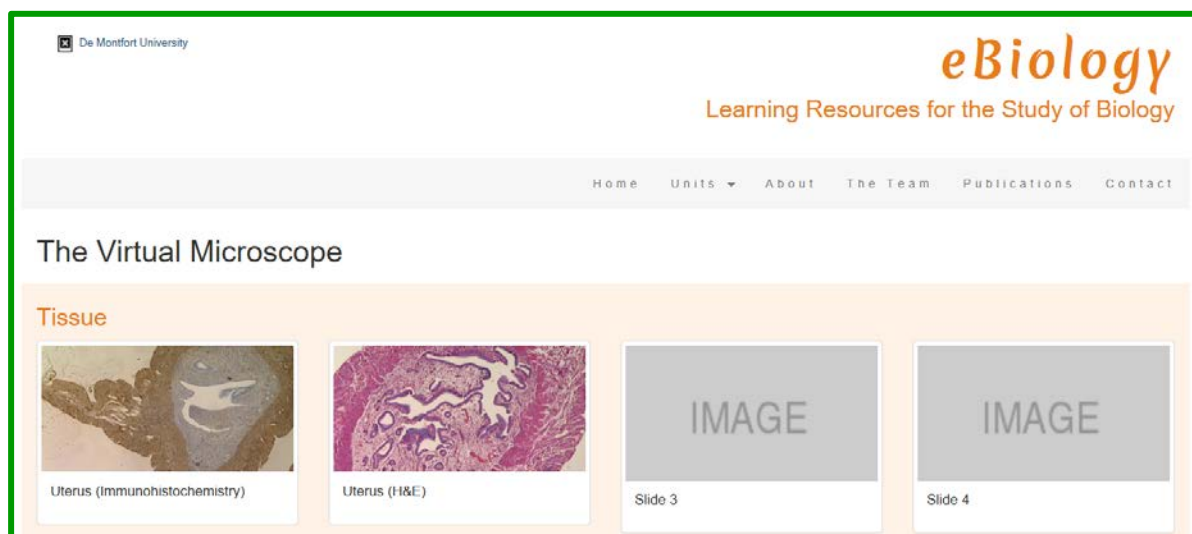 De Montfort University
eBiology
Learning Resources for the Study of Biology
Home Units About The Team Publications Contact
The Virtual Microscope
Tissue
IMAGE IMAGE
Uterus (Immunohistochemistry) Uterus (H&E) Slide 3 Slide 4